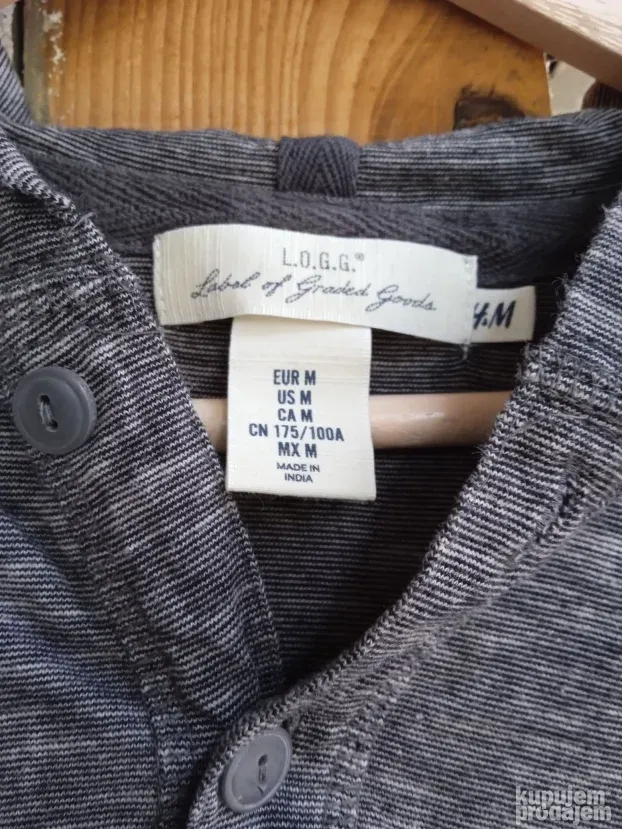 L.O.G.G.®
Label of Graded Goods
H&M
EUR M
US M
CA M
CN 175/100A
MX M
MADE IN
INDIA
kupujem
prodajem